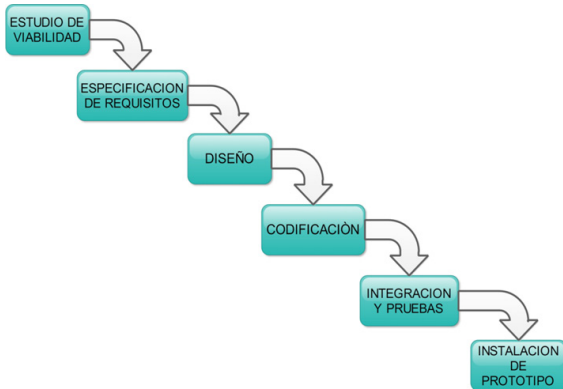 ESTUDIO DE
VIABILIDAD
ESPECIFICACION
DE REQUISITOS
DISEÑO
CODIFICACIÒN
INTEGRACION
Y PRUEBAS
INSTALACION
DE
PROTOTIPO